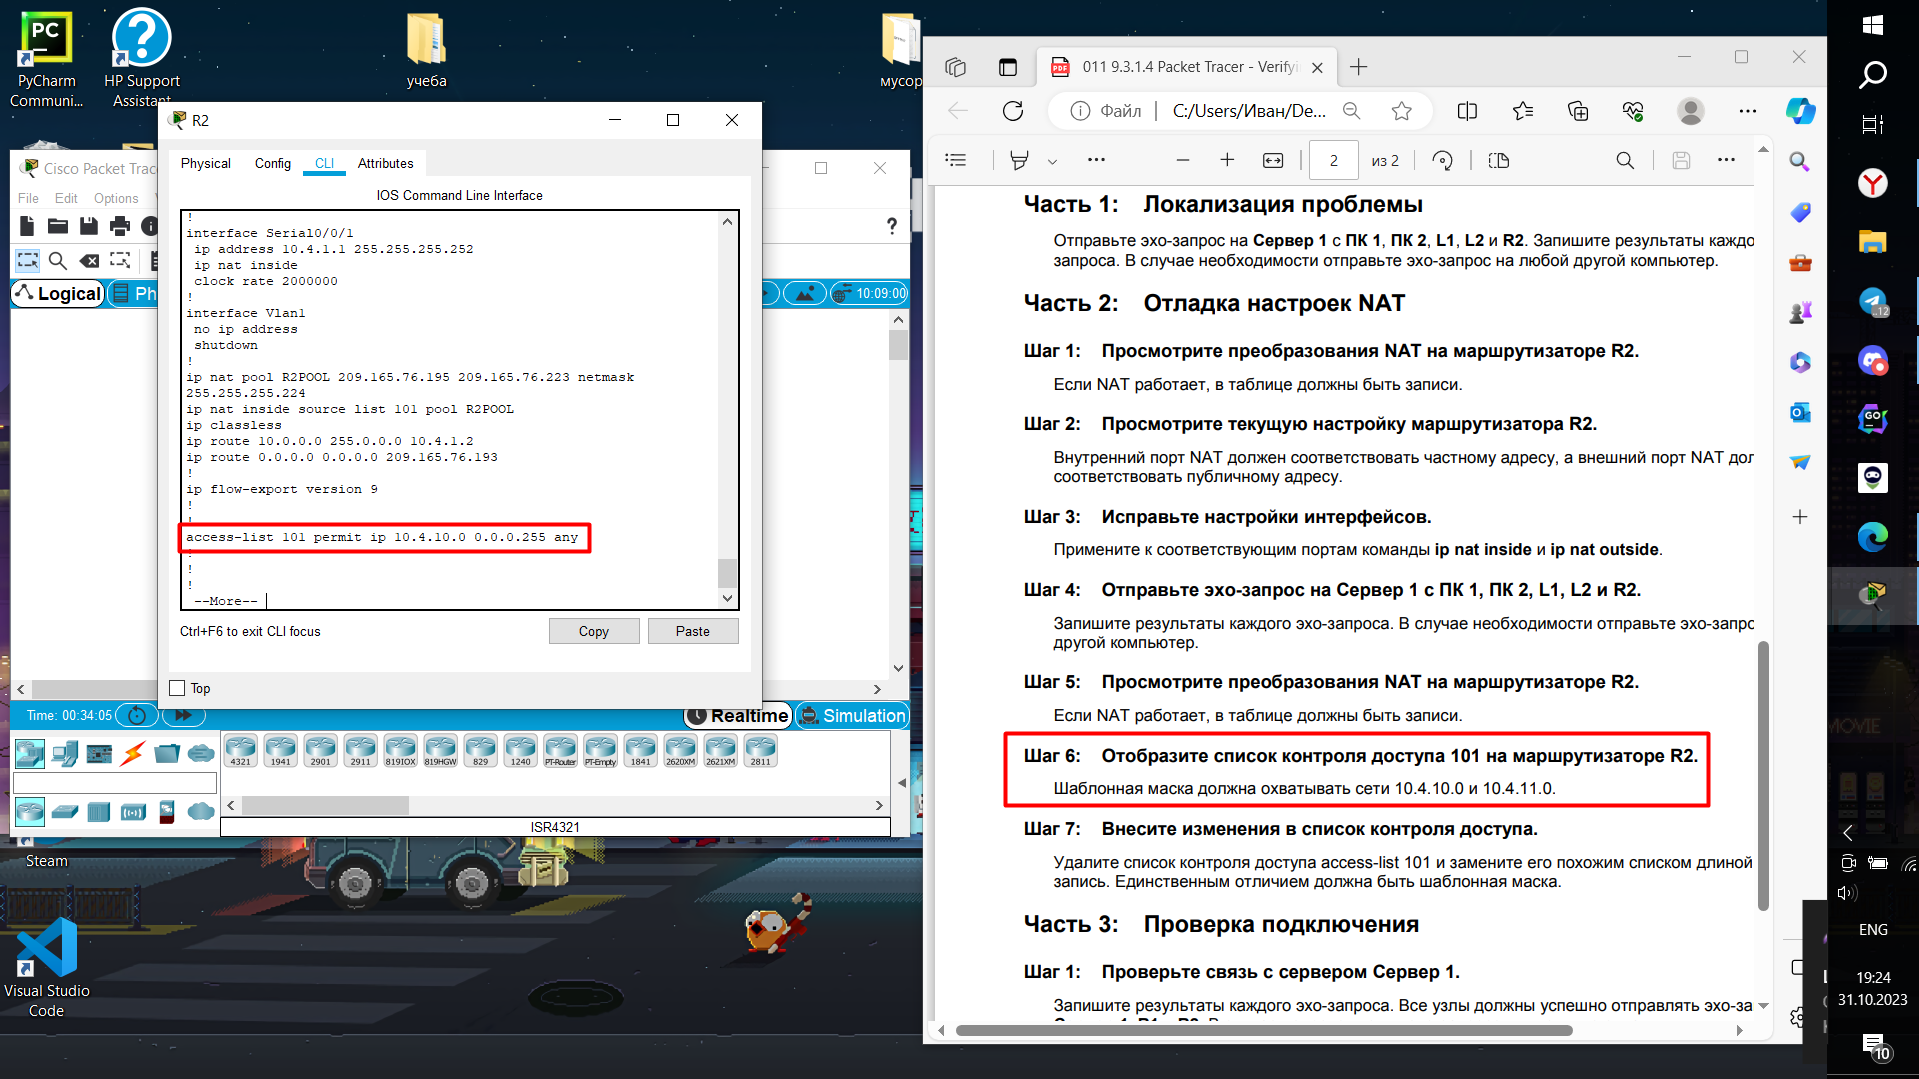 PyCharm
Communi...
HP Support
Assistant
учеба
мусор
R2
Physical
Config
CLI
Attributes
IOS Command Line Interface
!
interface Serial0/0/1
ip address 10.4.1.1 255.255.255.252
ip nat inside
clock rate 2000000
!
interface Vlan1
no ip address
shutdown
!
ip nat pool R2POOL 209.165.76.195 209.165.76.223 netmask
255.255.255.224
ip nat inside source list 101 pool R2POOL
ip classless
ip route 10.0.0.0 255.0.0.0 10.4.1.2
ip route 0.0.0.0 0.0.0.0 209.165.76.193
!
ip flow-export version 9
!
!
access-list 101 permit ip 10.4.10.0 0.0.0.255 any
!
!
!
--More--
Ctrl+F6 to exit CLI focus
Copy
Paste
Top
Cisco Packet Trac
File
Edit
Options
Logical
Ph
10:09:00
Time: 00:34:05
Realtime
Simulation
4321
1941
2901
2911
819IOX
819HGW
829
1240
PT-Router
PT-Empty
1841
2620XM
2621XM
2811
ISR4321
Steam
Visual Studio
Code
011 9.3.1.4 Packet Tracer - Verifyi
Файл
C:/Users/Иван/De...
2
из 2
Часть 1: Локализация проблемы
Отправьте эхо-запрос на Сервер 1 с ПК 1, ПК 2, L1, L2 и R2. Запишите результаты каждо
запроса. В случае необходимости отправьте эхо-запрос на любой другой компьютер.
Часть 2: Отладка настроек NAT
Шаг 1: Просмотрите преобразования NAT на маршрутизаторе R2.
Если NAT работает, в таблице должны быть записи.
Шаг 2: Просмотрите текущую настройку маршрутизатора R2.
Внутренний порт NAT должен соответствовать частному адресу, а внешний порт NAT дол
соответствовать публичному адресу.
Шаг 3: Исправьте настройки интерфейсов.
Примените к соответствующим портам команды ip nat inside и ip nat outside.
Шаг 4: Отправьте эхо-запрос на Сервер 1 с ПК 1, ПК 2, L1, L2 и R2.
Запишите результаты каждого эхо-запроса. В случае необходимости отправьте эхо-запро
другой компьютер.
Шаг 5: Просмотрите преобразования NAT на маршрутизаторе R2.
Если NAT работает, в таблице должны быть записи.
Шаг 6: Отобразите список контроля доступа 101 на маршрутизаторе R2.
Шаблонная маска должна охватывать сети 10.4.10.0 и 10.4.11.0.
Шаг 7: Внесите изменения в список контроля доступа.
Удалите список контроля доступа access-list 101 и замените его похожим списком длиной
запись. Единственным отличием должна быть шаблонная маска.
Часть 3: Проверка подключения
Шаг 1: Проверьте связь с сервером Сервер 1.
Запишите результаты каждого эхо-запроса. Все узлы должны успешно отправлять эхо-за
ENG
19:24
31.10.2023
10